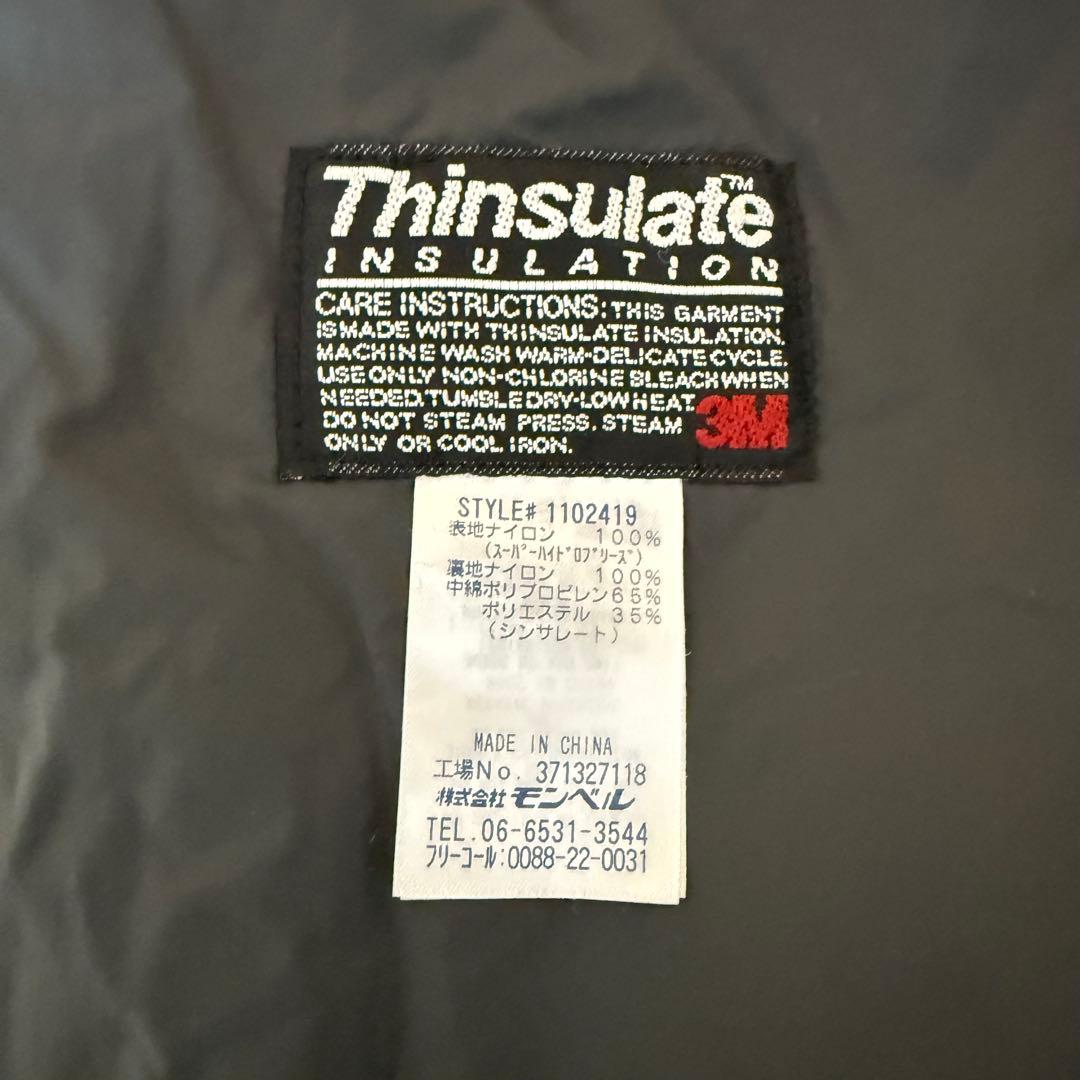 Thinsulate™
INSULATION
CARE INSTRUCTIONS: THIS GARMENT
IS MADE WITH THINSULATE INSULATION.
MACHINE WASH WARM-DELICATE CYCLE.
USE ONLY NON-CHLORINE BLEACH WHEN
NEEDED. TUMBLE DRY-LOW HEAT.
DO NOT STEAM PRESS. STEAM
ONLY OR COOL IRON.
3M
STYLE# 1102419
表地ナイロン 100%
(スーパーハイドロブリーズ)
裏地ナイロン 100%
中綿ポリプロピレン65%
ポリエステル 35%
(シンサレート)
MADE IN CHINA
工場No. 371327118
株式会社モンベル
TEL.06-6531-3544
フリーコール:0088-22-0031